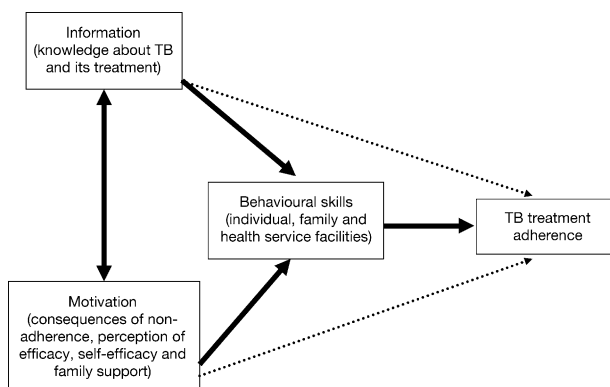 Information
(knowledge about TB
and its treatment)
Behavioural skills
(individual, family and
health service facilities)
TB treatment
adherence
Motivation
(consequences of non-
adherence, perception of
efficacy, self-efficacy and
family support)